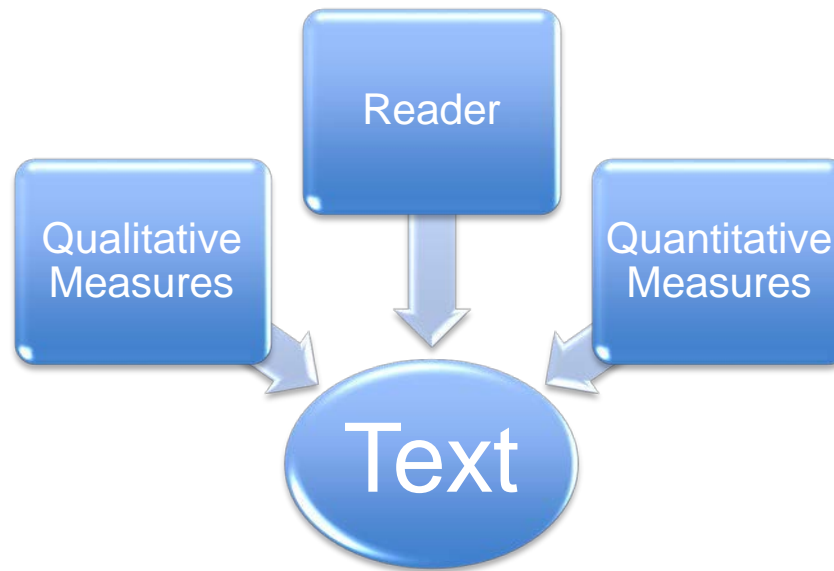 Reader
Qualitative
Measures
Quantitative
Measures
Text